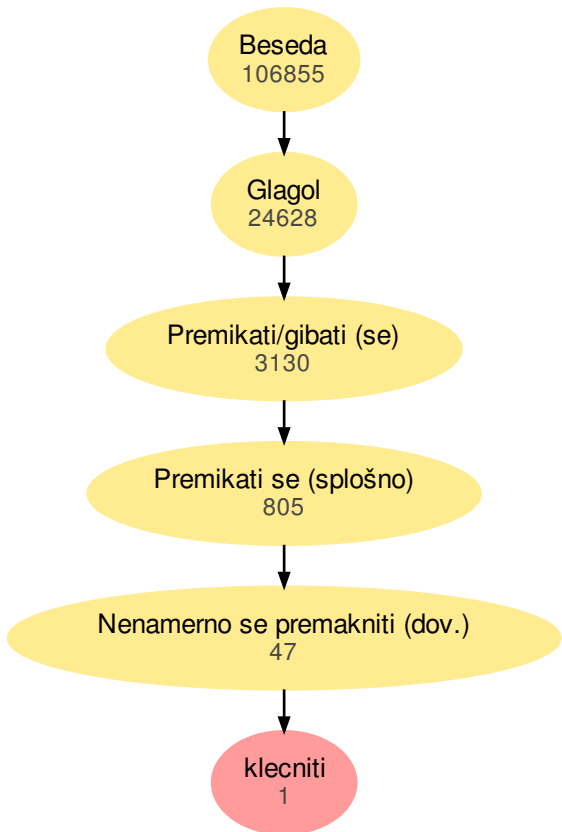 Beseda
106855
Glagol
24628
Premikati/gibati (se)
3130
Premikati se (splošno)
805
Nenamerno se premakniti (dov.)
47
klecniti
1